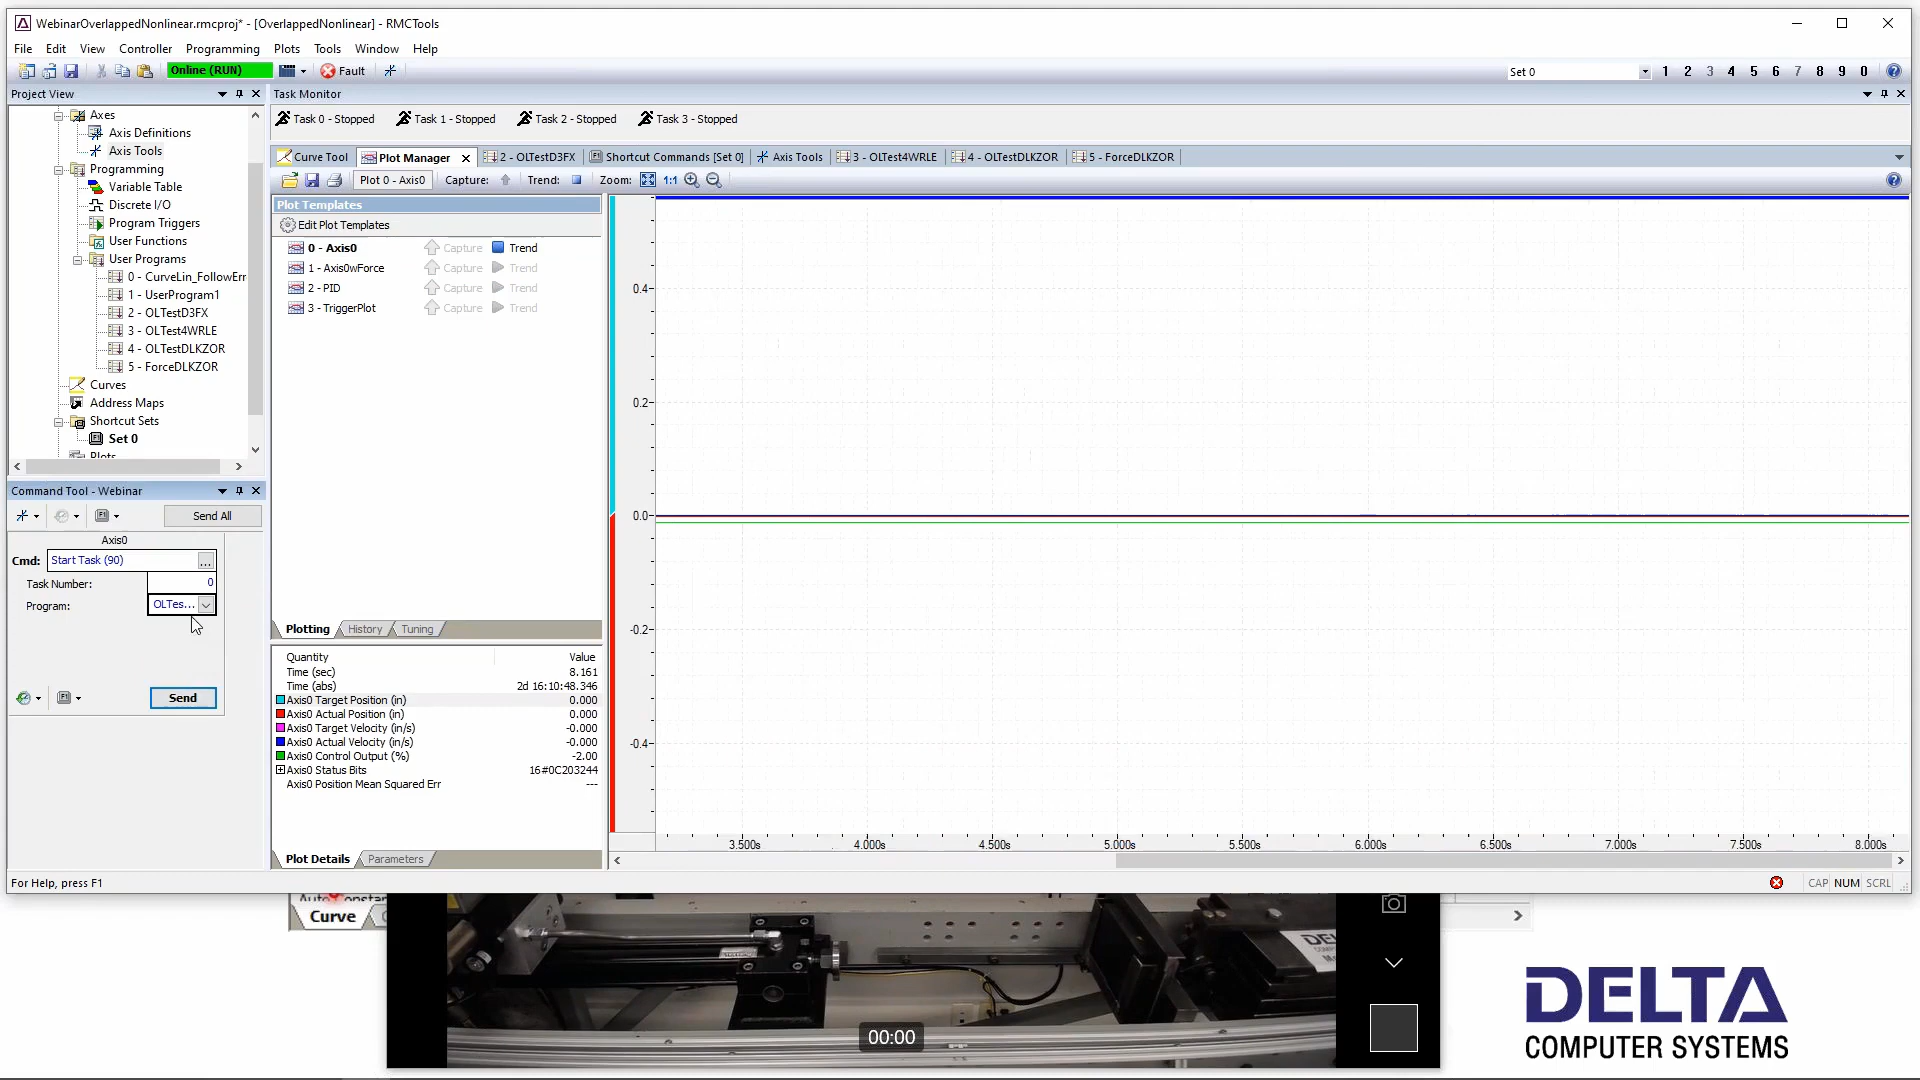 WebinarOverlappedNonlinear.rmcproj* - [OverlappedNonlinear] - RMCTools
File Edit View Controller Programming Plots Tools Window Help
Online (RUN) Fault Set 0 1 2 3 4 5 6 7 8 9 0
Project View
Axes
Axis Definitions
Axis Tools
Programming
Variable Table
Discrete I/O
Program Triggers
User Functions
User Programs
0 - CurveLin_FollowErr
1 - UserProgram1
2 - OLTestD3FX
3 - OLTest4WRLE
4 - OLTestDLKZOR
5 - ForceDLKZOR
Curves
Address Maps
Shortcut Sets
Set 0
Plots
Command Tool - Webinar
Send All
Axis0
Cmd: Start Task (90) ...
Task Number: 0
Program: OLTes...
Send
Task Monitor
Task 0 - Stopped Task 1 - Stopped Task 2 - Stopped Task 3 - Stopped
Curve Tool Plot Manager 2 - OLTestD3FX Shortcut Commands [Set 0] Axis Tools 3 - OLTest4WRLE 4 - OLTestDLKZOR 5 - ForceDLKZOR
Plot 0 - Axis0 Capture: Trend: Zoom: 1:1
Plot Templates
Edit Plot Templates
0 - Axis0 Capture Trend
1 - Axis0wForce Capture Trend
2 - PID Capture Trend
3 - TriggerPlot Capture Trend
Plotting History Tuning
Quantity Value
Time (sec) 8.161
Time (abs) 2d 16:10:48.346
Axis0 Target Position (in) 0.000
Axis0 Actual Position (in) 0.000
Axis0 Target Velocity (in/s) -0.000
Axis0 Actual Velocity (in/s) -0.000
Axis0 Control Output (%) -2.00
Axis0 Status Bits 16#0C203244
Axis0 Position Mean Squared Err ---
Plot Details Parameters
0.4
0.2
0.0
-0.2
-0.4
3.500s 4.000s 4.500s 5.000s 5.500s 6.000s 6.500s 7.000s 7.500s 8.000s
For Help, press F1 CAP NUM SCRL
Curve
00:00
DELTA
COMPUTER SYSTEMS